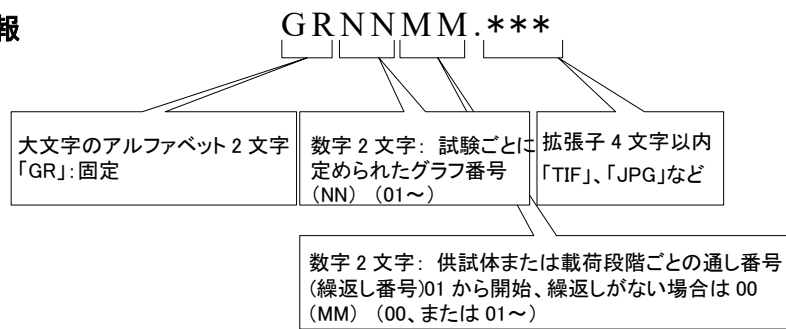 報
GRNNMM.***
大文字のアルファベット 2 文字
「GR」：固定
数字 2 文字： 試験ごとに
定められたグラフ番号
（NN） （01～）
拡張子 4 文字以内
「TIF」、「JPG」など
数字 2 文字： 供試体または載荷段階ごとの通し番号
(繰返し番号)01 から開始、繰返しがない場合は 00
（MM） （00、または 01～）